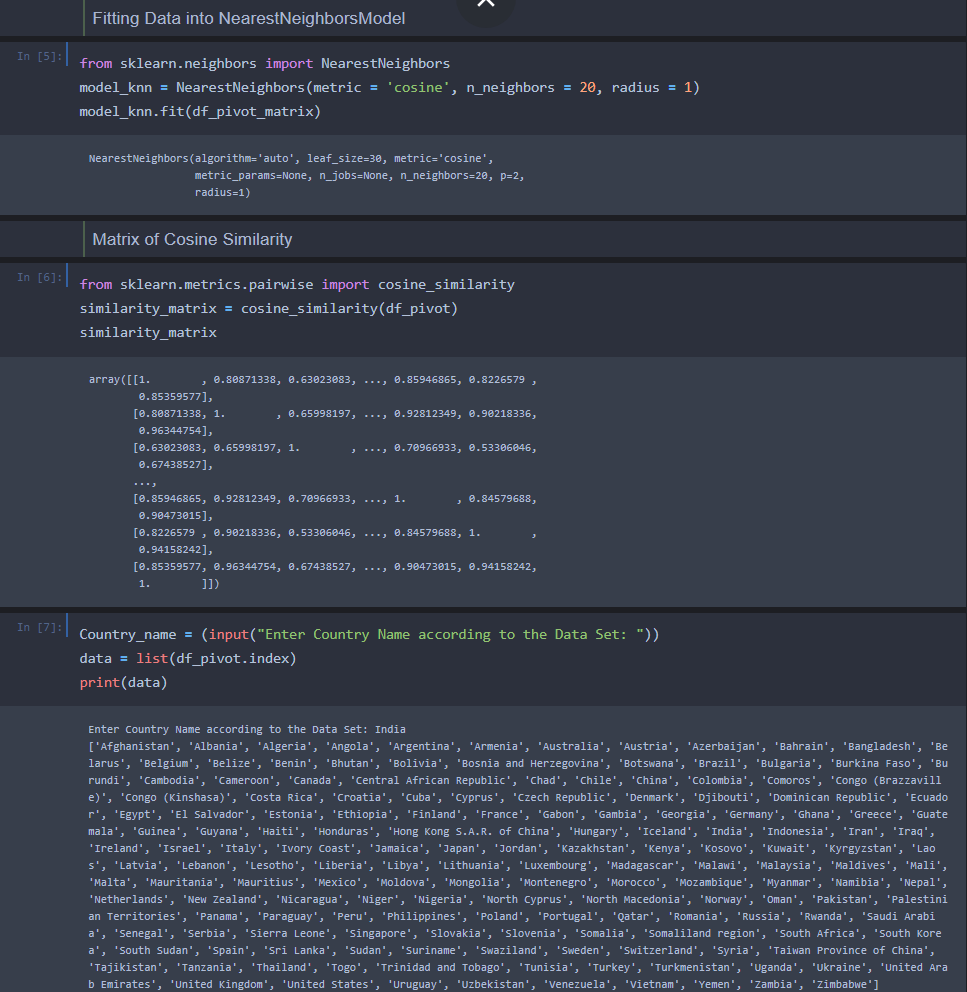 Fitting Data into NearestNeighborsModel
In [5]:
from sklearn.neighbors import NearestNeighbors
model_knn = NearestNeighbors(metric = 'cosine', n_neighbors = 20, radius = 1)
model_knn.fit(df_pivot_matrix)
NearestNeighbors(algorithm='auto', leaf_size=30, metric='cosine',
metric_params=None, n_jobs=None, n_neighbors=20, p=2,
radius=1)
Matrix of Cosine Similarity
In [6]:
from sklearn.metrics.pairwise import cosine_similarity
similarity_matrix = cosine_similarity(df_pivot)
similarity_matrix
array([[1.        , 0.80871338, 0.63023083, ..., 0.85946865, 0.8226579 ,
0.85359577],
[0.80871338, 1.        , 0.65998197, ..., 0.92812349, 0.90218336,
0.96344754],
[0.63023083, 0.65998197, 1.        , ..., 0.70966933, 0.53306046,
0.67438527],
...,
[0.85946865, 0.92812349, 0.70966933, ..., 1.        , 0.84579688,
0.90473015],
[0.8226579 , 0.90218336, 0.53306046, ..., 0.84579688, 1.        ,
0.94158242],
[0.85359577, 0.96344754, 0.67438527, ..., 0.90473015, 0.94158242,
1.        ]])
In [7]:
Country_name = (input("Enter Country Name according to the Data Set: "))
data = list(df_pivot.index)
print(data)
Enter Country Name according to the Data Set: India
['Afghanistan', 'Albania', 'Algeria', 'Angola', 'Argentina', 'Armenia', 'Australia', 'Austria', 'Azerbaijan', 'Bahrain', 'Bangladesh', 'Be
larus', 'Belgium', 'Belize', 'Benin', 'Bhutan', 'Bolivia', 'Bosnia and Herzegovina', 'Botswana', 'Brazil', 'Bulgaria', 'Burkina Faso', 'Bu
rundi', 'Cambodia', 'Cameroon', 'Canada', 'Central African Republic', 'Chad', 'Chile', 'China', 'Colombia', 'Comoros', 'Congo (Brazzavill
e)', 'Congo (Kinshasa)', 'Costa Rica', 'Croatia', 'Cuba', 'Cyprus', 'Czech Republic', 'Denmark', 'Djibouti', 'Dominican Republic', 'Ecuado
r', 'Egypt', 'El Salvador', 'Estonia', 'Ethiopia', 'Finland', 'France', 'Gabon', 'Gambia', 'Georgia', 'Germany', 'Ghana', 'Greece', 'Guate
mala', 'Guinea', 'Guyana', 'Haiti', 'Honduras', 'Hong Kong S.A.R. of China', 'Hungary', 'Iceland', 'India', 'Indonesia', 'Iran', 'Iraq',
'Ireland', 'Israel', 'Italy', 'Ivory Coast', 'Jamaica', 'Japan', 'Jordan', 'Kazakhstan', 'Kenya', 'Kosovo', 'Kuwait', 'Kyrgyzstan', 'Lao
s', 'Latvia', 'Lebanon', 'Lesotho', 'Liberia', 'Libya', 'Lithuania', 'Luxembourg', 'Madagascar', 'Malawi', 'Malaysia', 'Maldives', 'Mali',
'Malta', 'Mauritania', 'Mauritius', 'Mexico', 'Moldova', 'Mongolia', 'Montenegro', 'Morocco', 'Mozambique', 'Myanmar', 'Namibia', 'Nepal',
'Netherlands', 'New Zealand', 'Nicaragua', 'Niger', 'Nigeria', 'North Cyprus', 'North Macedonia', 'Norway', 'Oman', 'Pakistan', 'Palestini
an Territories', 'Panama', 'Paraguay', 'Peru', 'Philippines', 'Poland', 'Portugal', 'Qatar', 'Romania', 'Russia', 'Rwanda', 'Saudi Arabi
a', 'Senegal', 'Serbia', 'Sierra Leone', 'Singapore', 'Slovakia', 'Slovenia', 'Somalia', 'Somaliland region', 'South Africa', 'South Kore
a', 'South Sudan', 'Spain', 'Sri Lanka', 'Sudan', 'Suriname', 'Swaziland', 'Sweden', 'Switzerland', 'Syria', 'Taiwan Province of China',
'Tajikistan', 'Tanzania', 'Thailand', 'Togo', 'Trinidad and Tobago', 'Tunisia', 'Turkey', 'Turkmenistan', 'Uganda', 'Ukraine', 'United Ara
b Emirates', 'United Kingdom', 'United States', 'Uruguay', 'Uzbekistan', 'Venezuela', 'Vietnam', 'Yemen', 'Zambia', 'Zimbabwe']